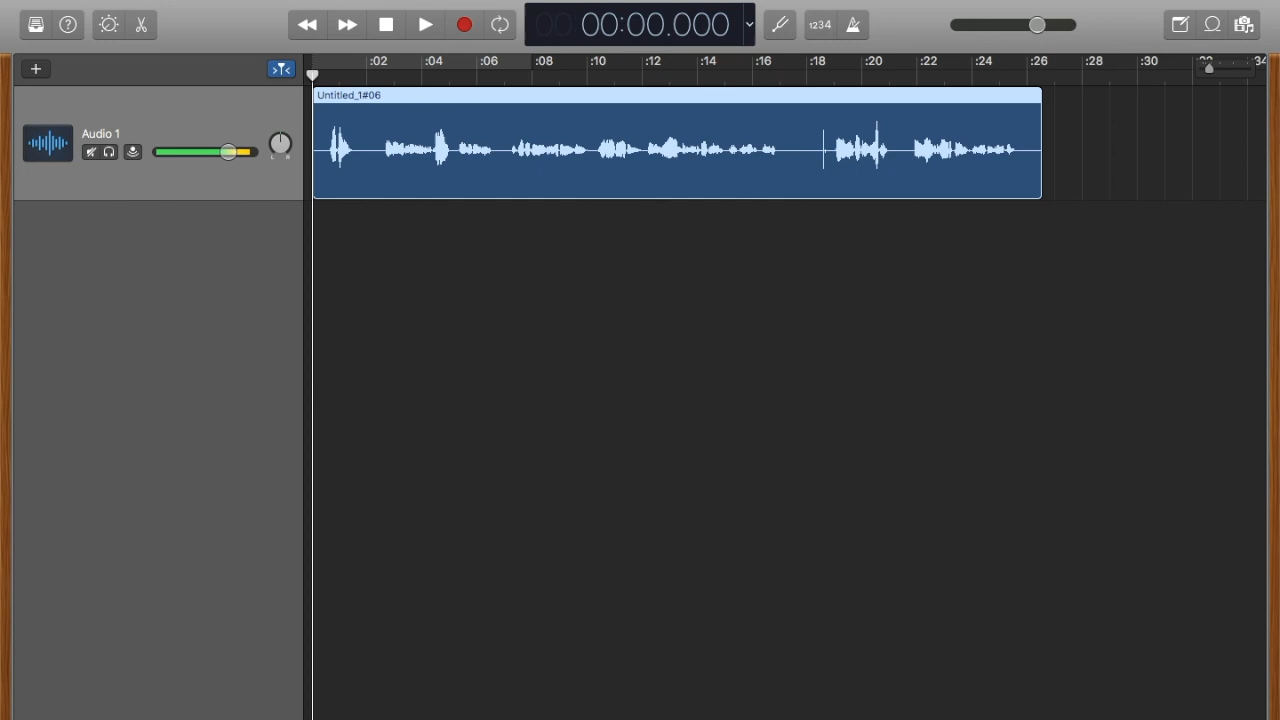 00:00.000
1234
:02 :04 :06 :08 :10 :12 :14 :16 :18 :20 :22 :24 :26 :28 :30
Untitled_1#06
Audio 1
L R